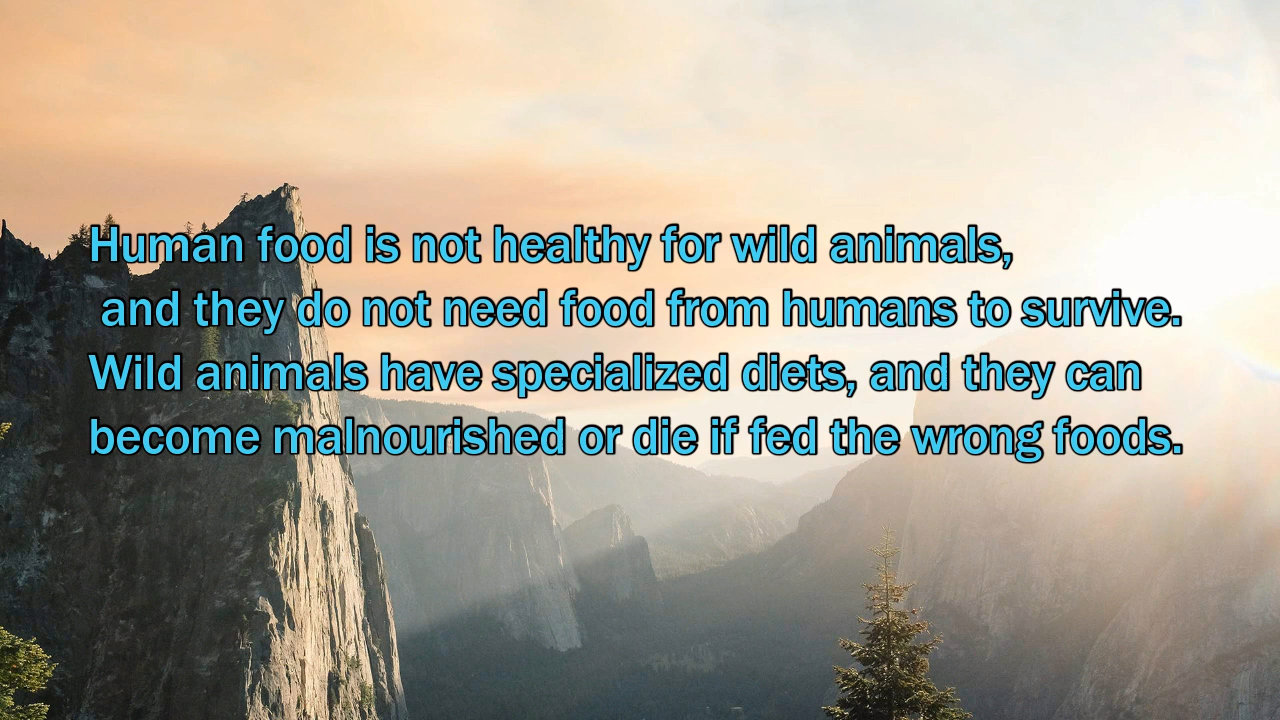 Human food is not healthy for wild animals,
and they do not need food from humans to survive.
Wild animals have specialized diets, and they can
become malnourished or die if fed the wrong foods.